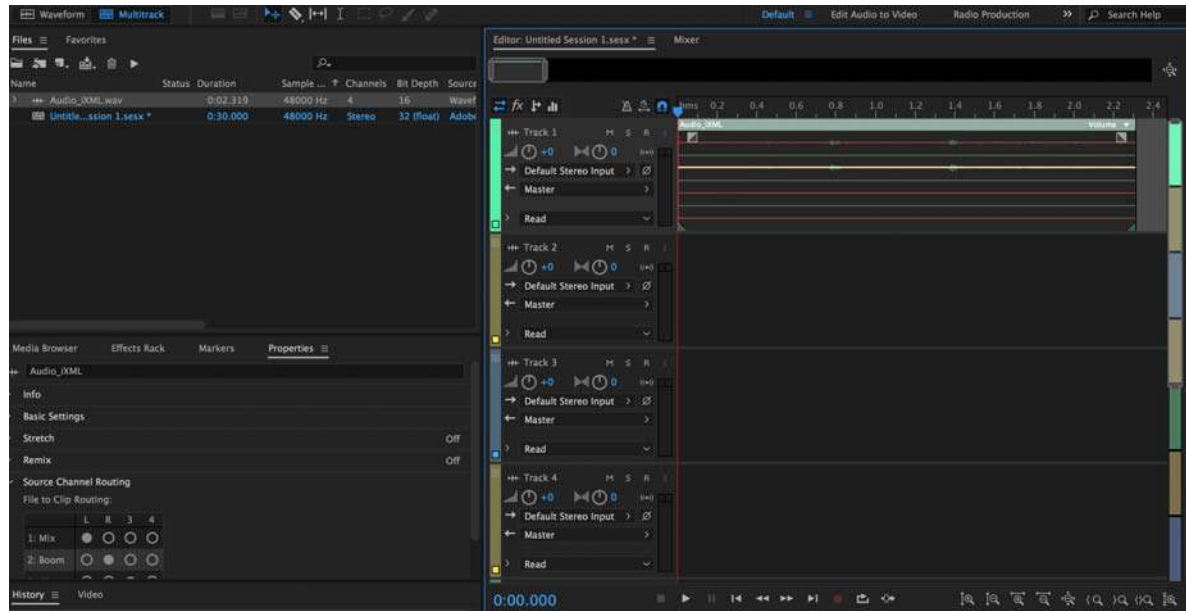 Waveform Multitrack Default Edit Audio to Video Radio Production >> Search Help
Files Favorites
Name Status Duration Sample ... Channels Bit Depth Source
Audio_iXML.wav 0:02.319 48000 Hz 4 16 Wavef
Untitle...ssion 1.sesx * 0:30.000 48000 Hz Stereo 32 (float) Adobe
Media Browser Effects Rack Markers Properties
Audio_iXML
Info
Basic Settings
Stretch Off
Remix Off
Source Channel Routing
File to Clip Routing:
L R 3 4
1: Mix
2: Boom
History Video
Editor: Untitled Session 1.sesx * Mixer
fx
hms 0.2 0.4 0.6 0.8 1.0 1.2 1.4 1.6 1.8 2.0 2.2 2.4
Audio_iXML Volume
Track 1 M S R I
+0 0
Default Stereo Input
Master
Read
Track 2 M S R I
+0 0
Default Stereo Input
Master
Read
Track 3 M S R I
+0 0
Default Stereo Input
Master
Read
Track 4 M S R I
+0 0
Default Stereo Input
Master
Read
0:00.000